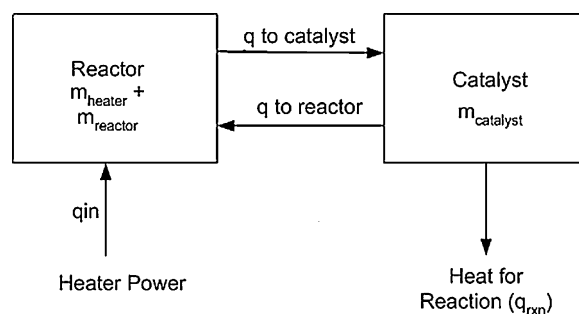 q to catalyst
Reactor
m_heater +
m_reactor
q to reactor
Catalyst
m_catalyst
qin
Heater Power
Heat for
Reaction (q_rxn)